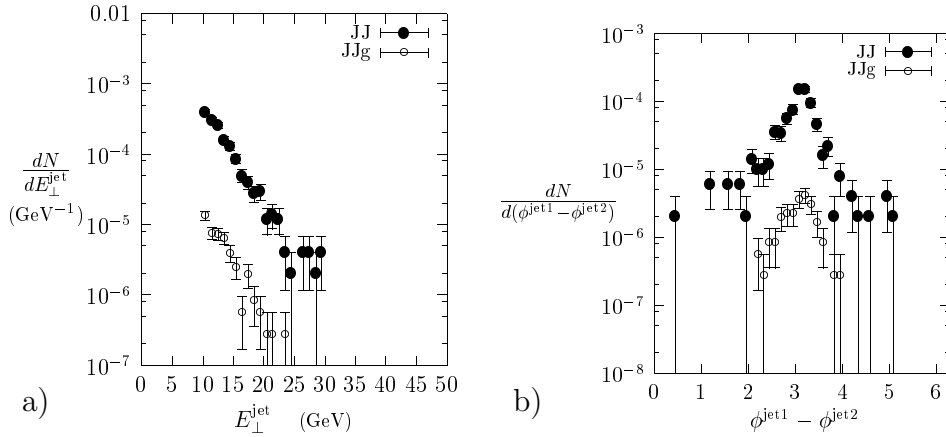 0.01
10⁻³
10⁻⁴
10⁻⁵
10⁻⁶
10⁻⁷
dN
dE⊥^jet
(GeV⁻¹)
JJ
JJg
0 5 10 15 20 25 30 35 40 45 50
E⊥^jet (GeV)
a)
10⁻³
10⁻⁴
10⁻⁵
10⁻⁶
10⁻⁷
10⁻⁸
dN
d(ϕ^jet1−ϕ^jet2)
JJ
JJg
0 1 2 3 4 5 6
ϕ^jet1 − ϕ^jet2
b)